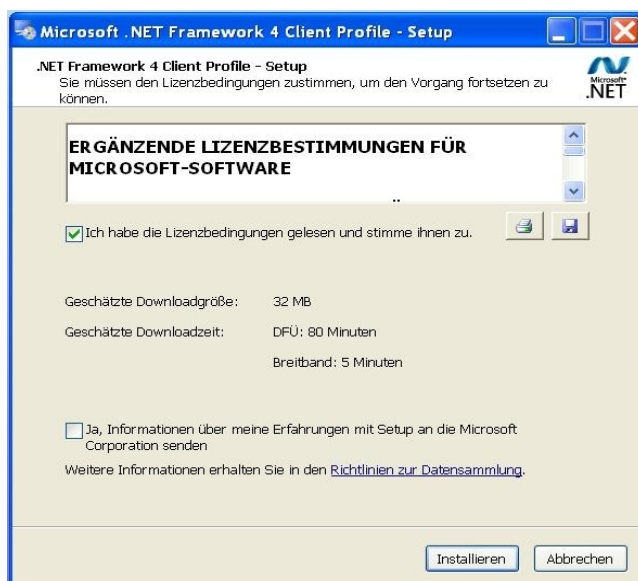 Microsoft .NET Framework 4 Client Profile - Setup
.NET Framework 4 Client Profile - Setup
Sie müssen den Lizenzbedingungen zustimmen, um den Vorgang fortsetzen zu
können.
Microsoft
.NET
ERGÄNZENDE LIZENZBESTIMMUNGEN FÜR
MICROSOFT-SOFTWARE
Ich habe die Lizenzbedingungen gelesen und stimme ihnen zu.
Geschätzte Downloadgröße: 32 MB
Geschätzte Downloadzeit: DFÜ: 80 Minuten
Breitband: 5 Minuten
Ja, Informationen über meine Erfahrungen mit Setup an die Microsoft
Corporation senden
Weitere Informationen erhalten Sie in den Richtlinien zur Datensammlung.
Installieren Abbrechen